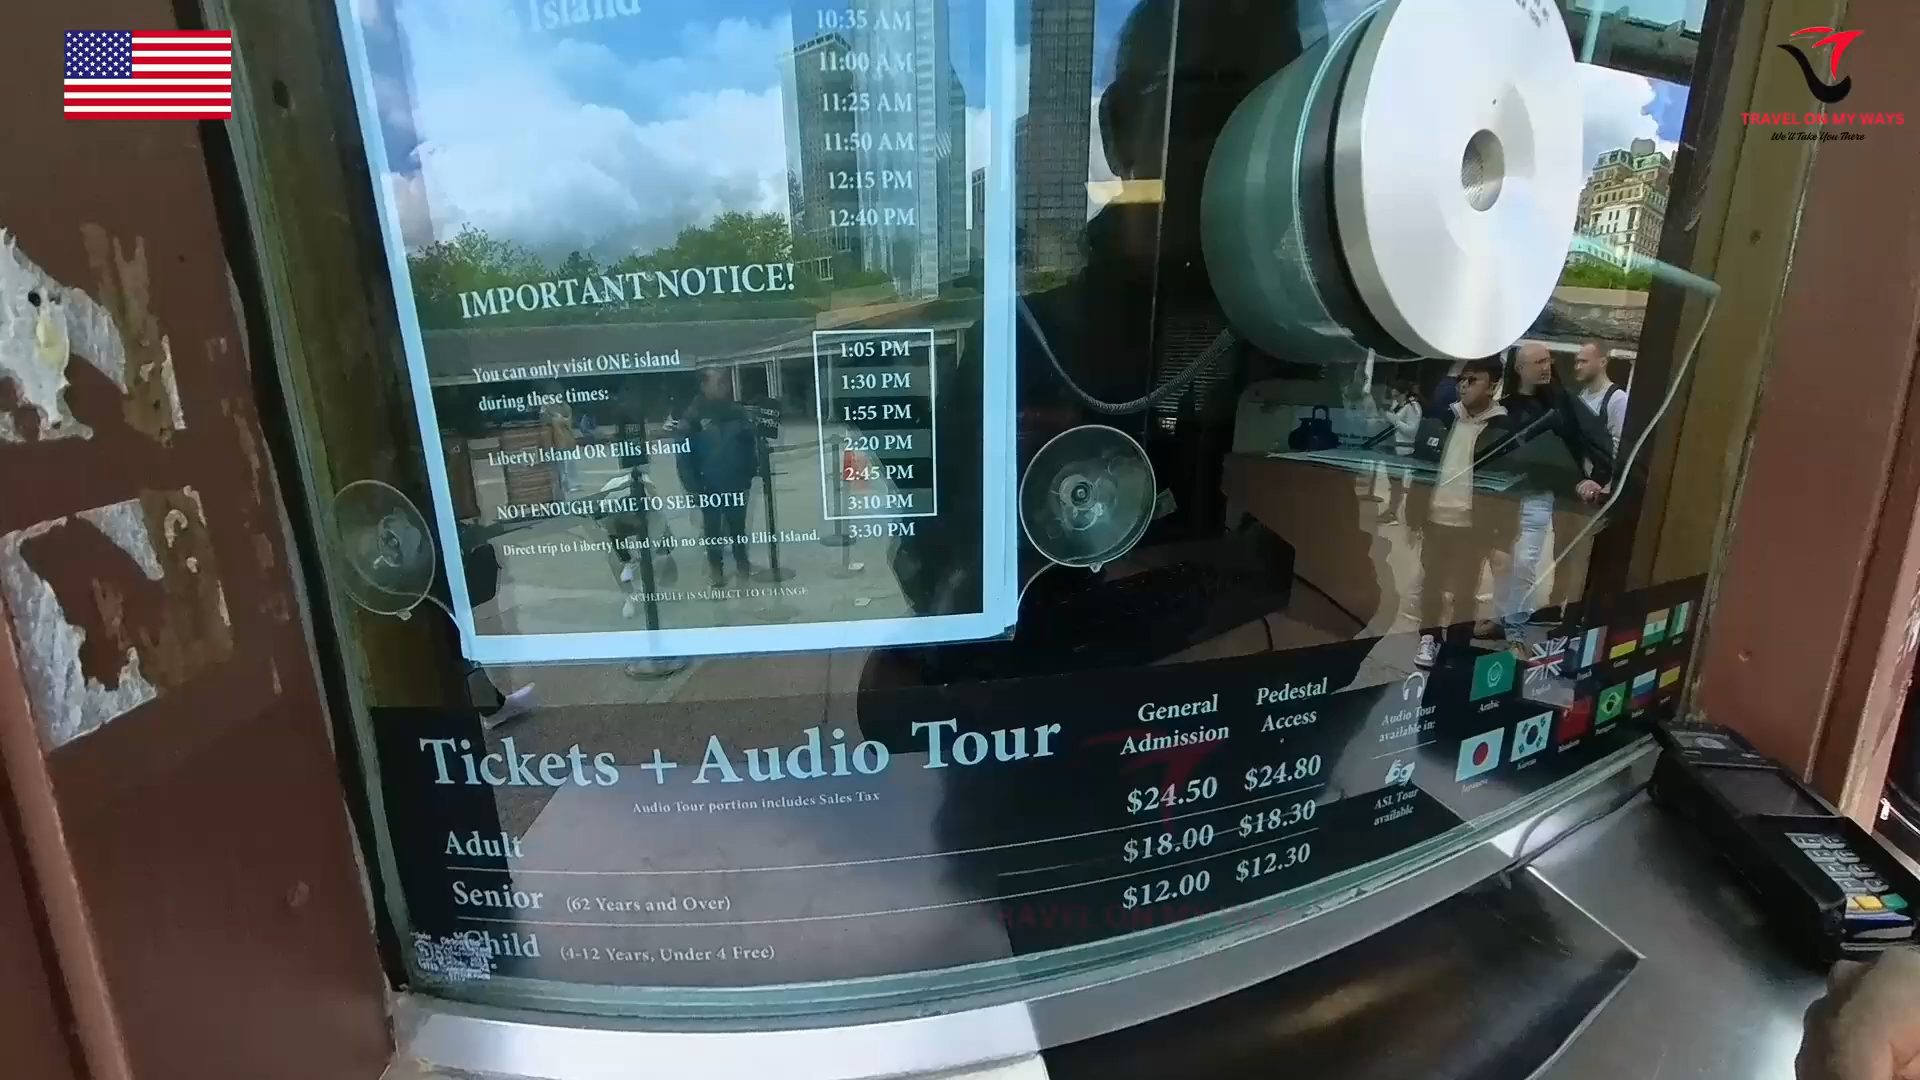 Island
10:35 AM
11:00 AM
11:25 AM
11:50 AM
12:15 PM
12:40 PM
IMPORTANT NOTICE!
You can only visit ONE island
during these times:
Liberty Island OR Ellis Island
NOT ENOUGH TIME TO SEE BOTH
1:05 PM
1:30 PM
1:55 PM
2:20 PM
2:45 PM
3:10 PM
Direct trip to Liberty Island with no access to Ellis Island. 3:30 PM
SCHEDULE IS SUBJECT TO CHANGE
Tickets + Audio Tour
Audio Tour portion includes Sales Tax
General Admission
Pedestal Access
Adult $24.50 $24.80
Senior (62 Years and Over) $18.00 $18.30
Child (4-12 Years, Under 4 Free) $12.00 $12.30
Audio Tour
available in:
ASL Tour
available
Arabic
English
Japanese
Korean
TRAVEL ON MY WAYS
We'll Take You There
TRAVEL ON MY WAYS